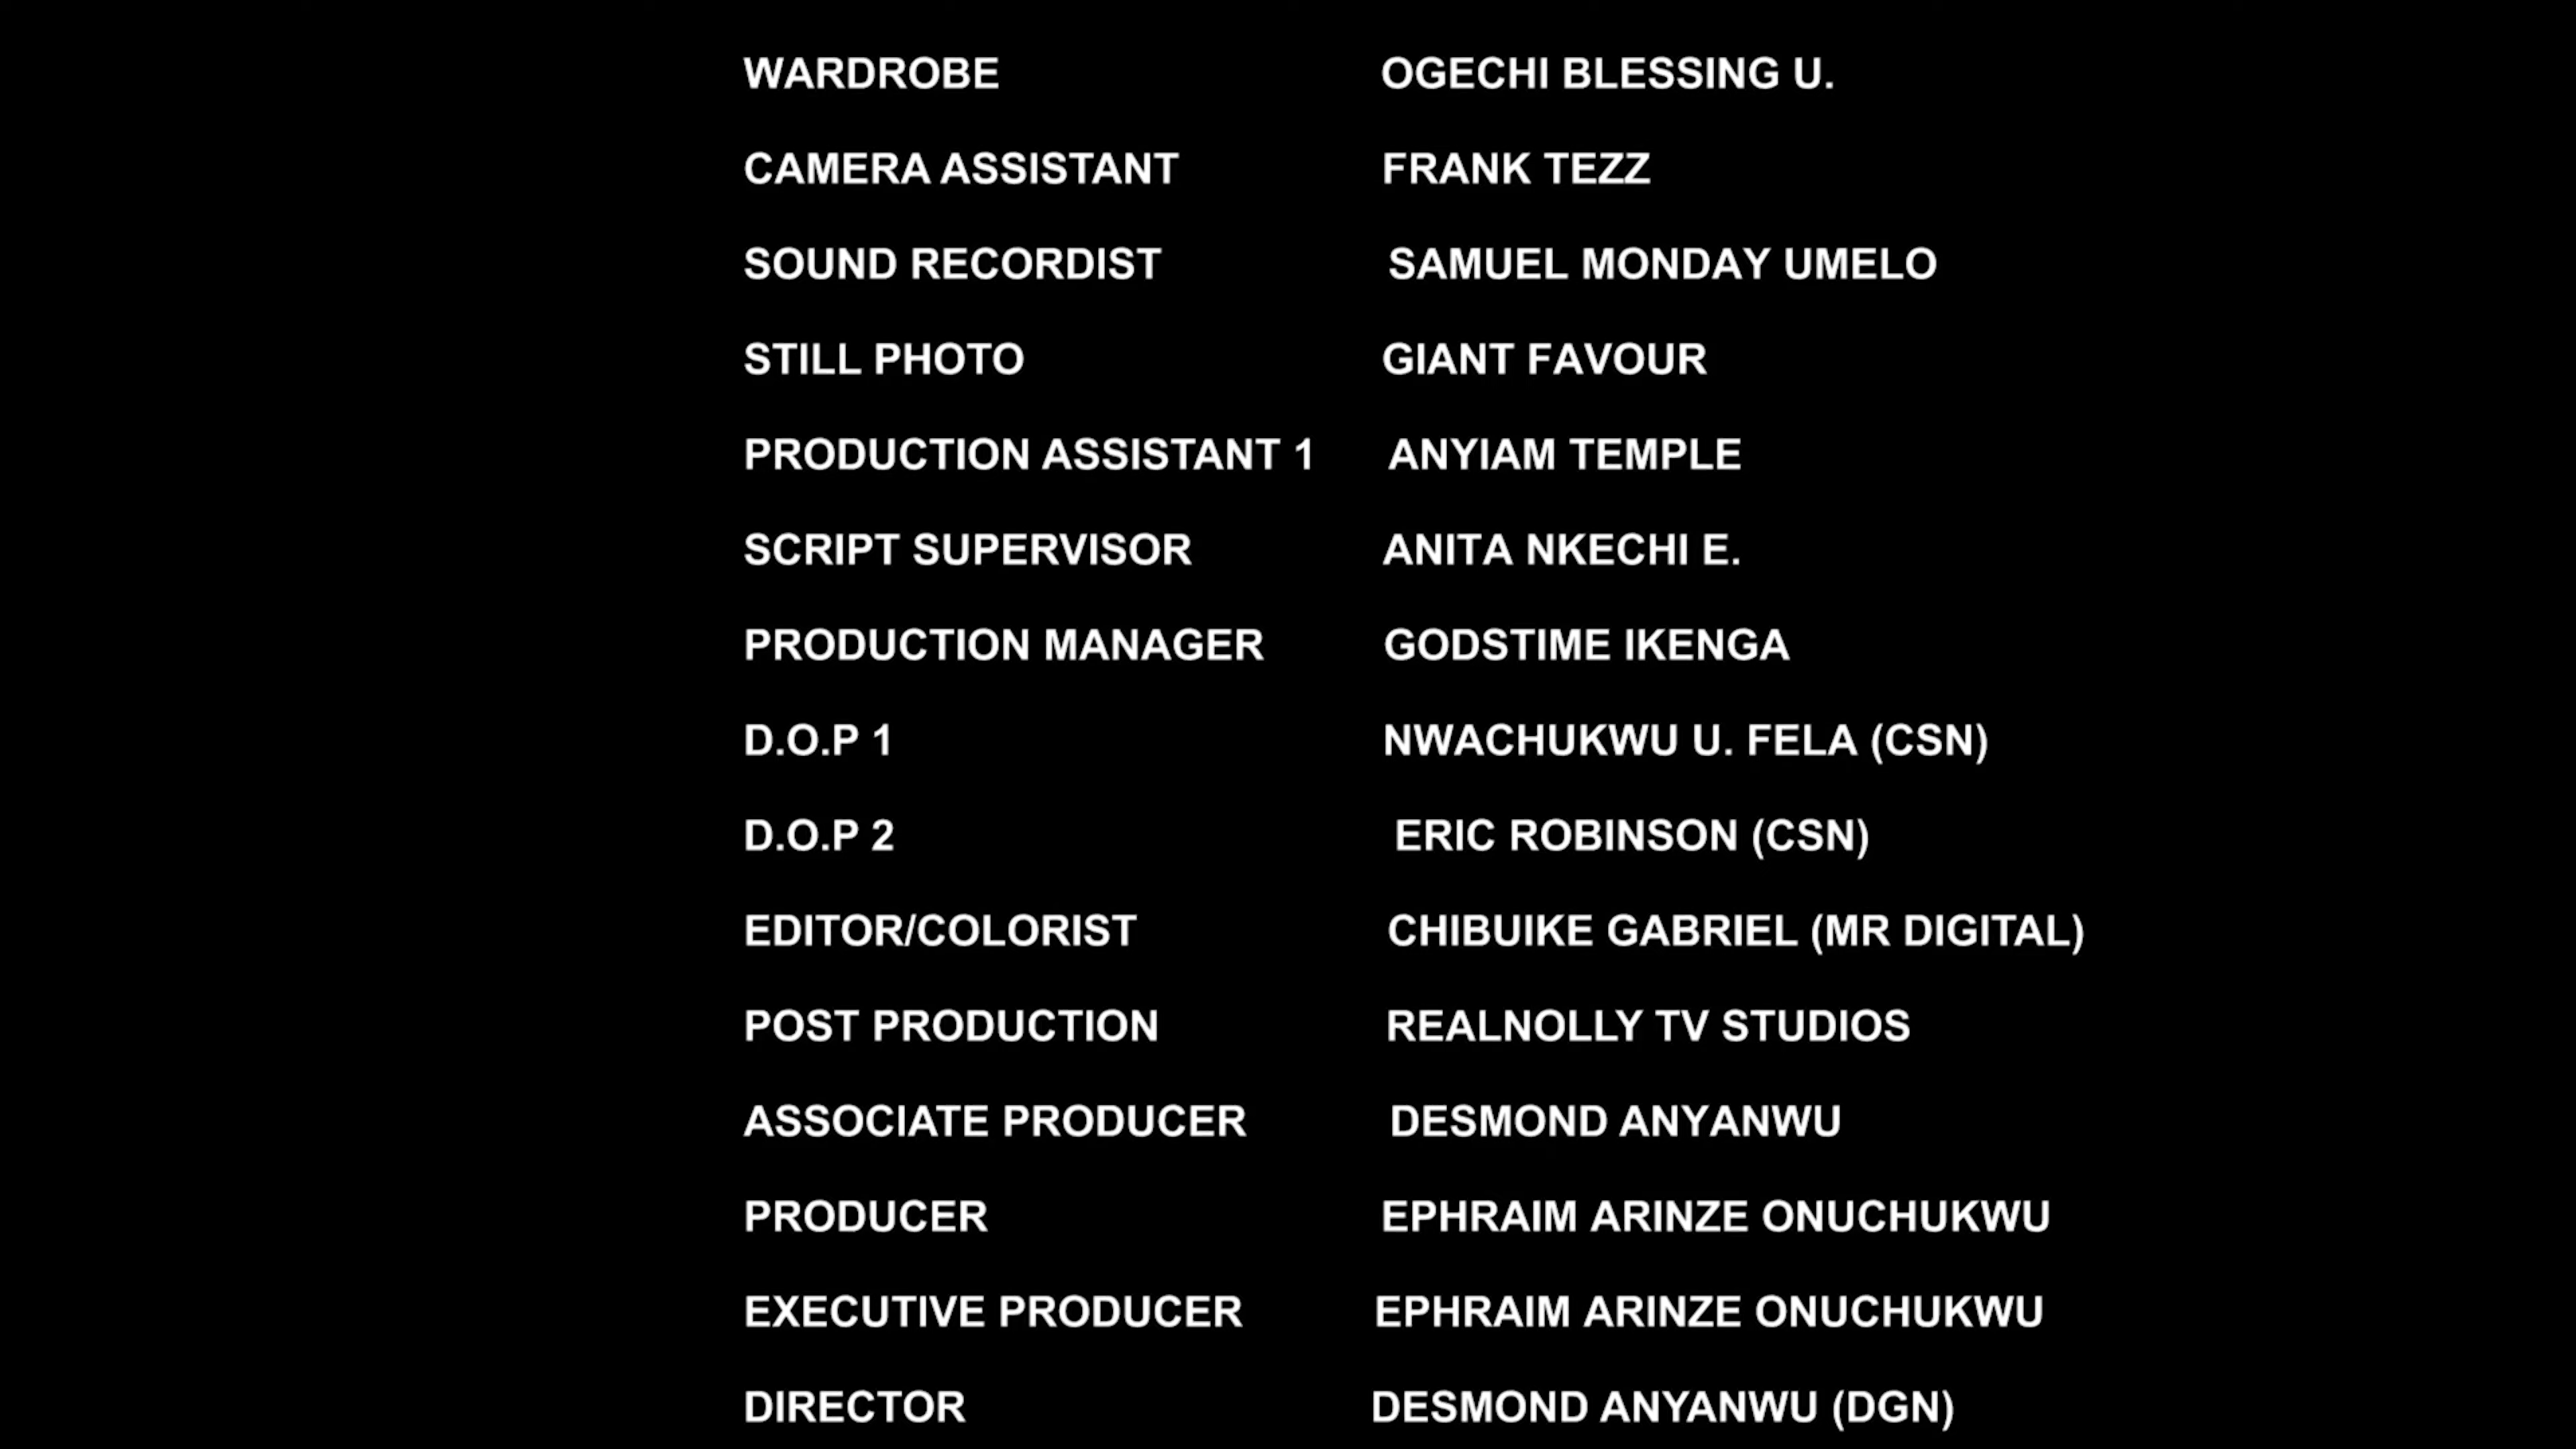 WARDROBE OGECHI BLESSING U.
CAMERA ASSISTANT FRANK TEZZ
SOUND RECORDIST SAMUEL MONDAY UMELO
STILL PHOTO GIANT FAVOUR
PRODUCTION ASSISTANT 1 ANYIAM TEMPLE
SCRIPT SUPERVISOR ANITA NKECHI E.
PRODUCTION MANAGER GODSTIME IKENGA
D.O.P 1 NWACHUKWU U. FELA (CSN)
D.O.P 2 ERIC ROBINSON (CSN)
EDITOR/COLORIST CHIBUIKE GABRIEL (MR DIGITAL)
POST PRODUCTION REALNOLLY TV STUDIOS
ASSOCIATE PRODUCER DESMOND ANYANWU
PRODUCER EPHRAIM ARINZE ONUCHUKWU
EXECUTIVE PRODUCER EPHRAIM ARINZE ONUCHUKWU
DIRECTOR DESMOND ANYANWU (DGN)